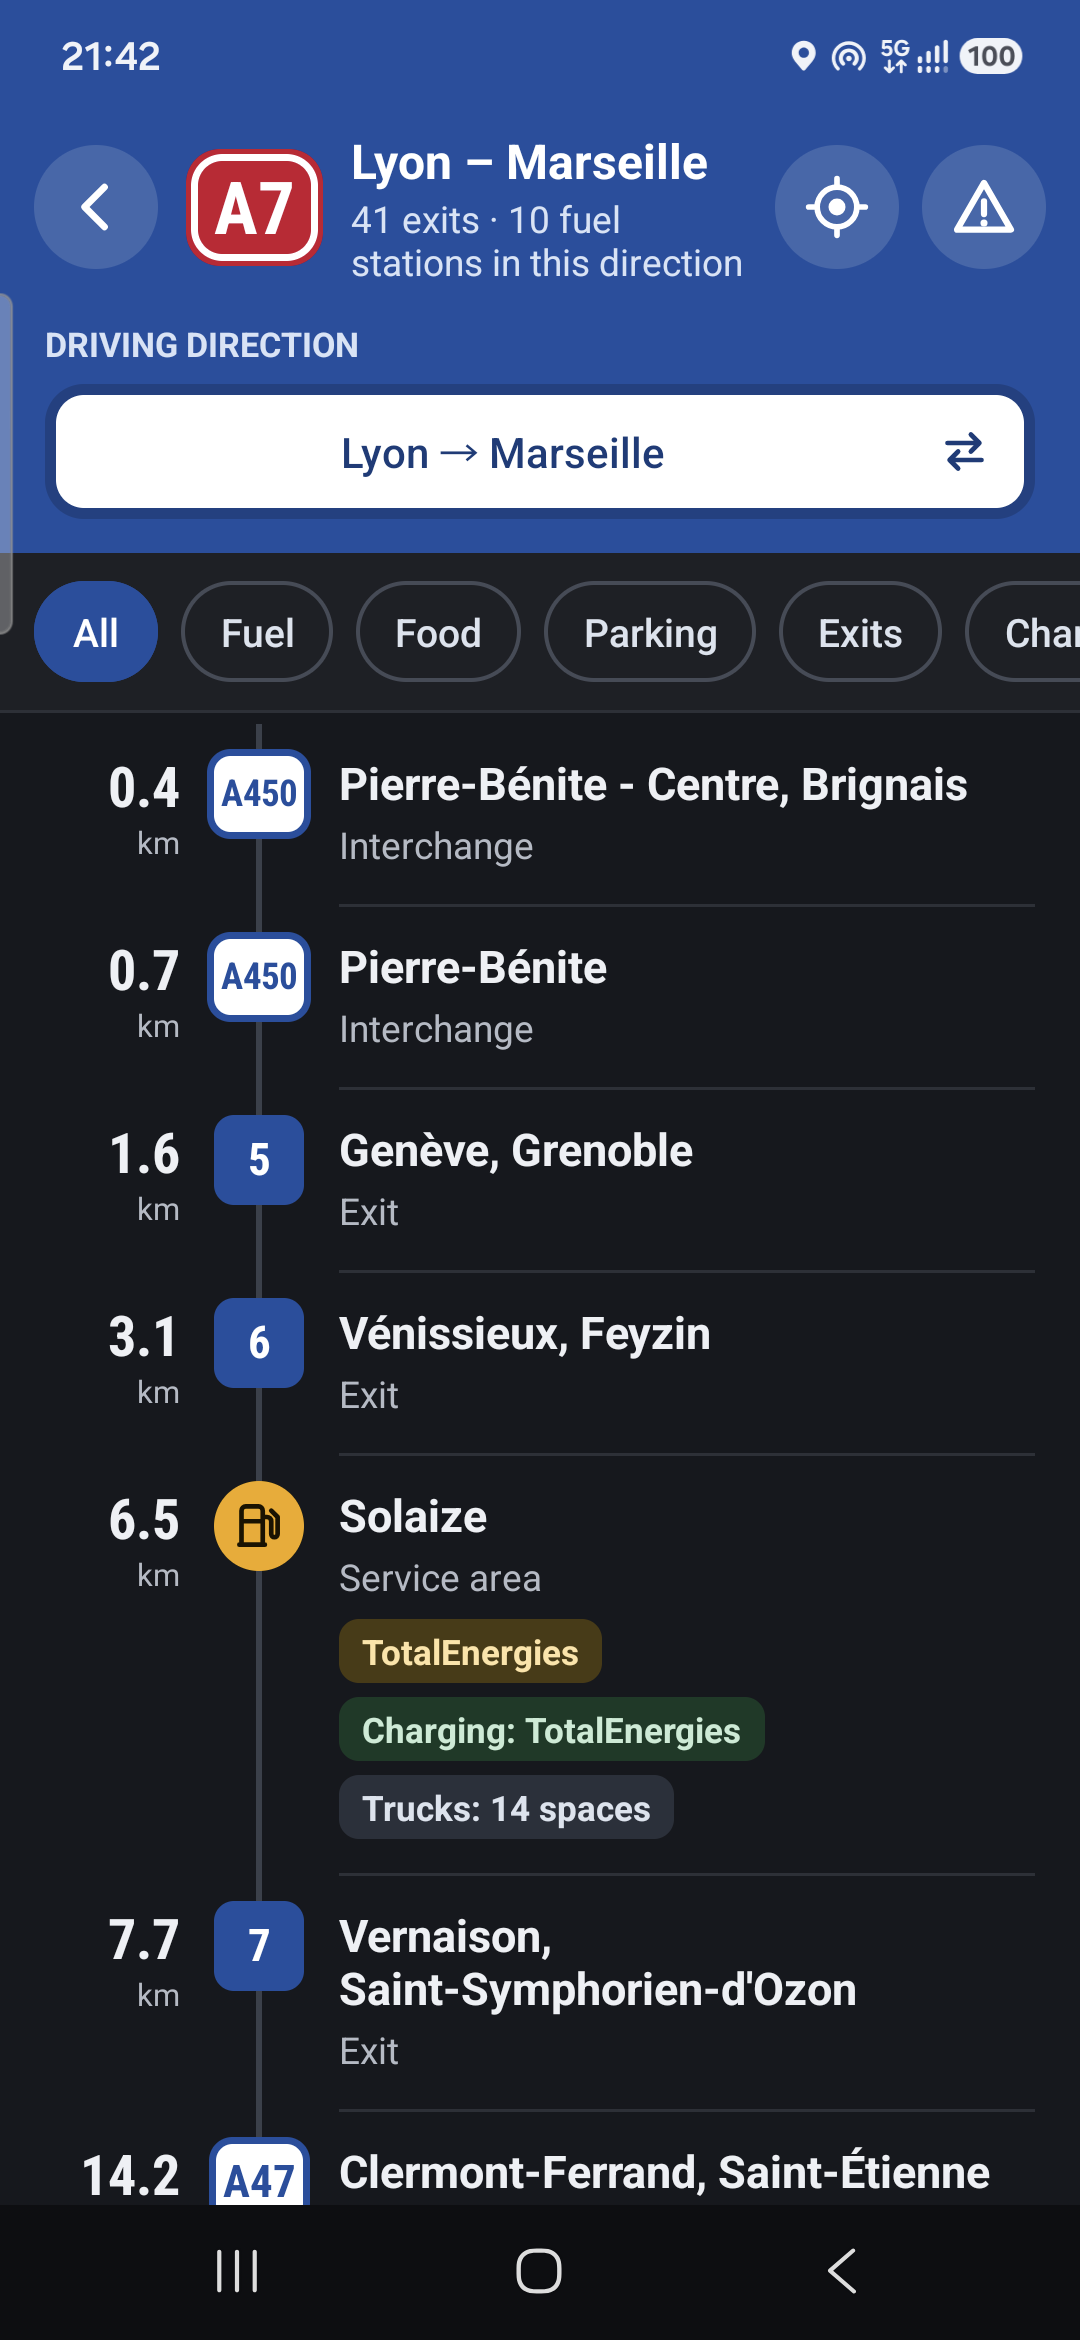 21:42
5G
100
A7
Lyon – Marseille
41 exits · 10 fuel
stations in this direction
DRIVING DIRECTION
Lyon → Marseille
All
Fuel
Food
Parking
Exits
Char
0.4
km
A450
Pierre-Bénite - Centre, Brignais
Interchange
0.7
km
A450
Pierre-Bénite
Interchange
1.6
km
5
Genève, Grenoble
Exit
3.1
km
6
Vénissieux, Feyzin
Exit
6.5
km
Solaize
Service area
TotalEnergies
Charging: TotalEnergies
Trucks: 14 spaces
7.7
km
7
Vernaison,
Saint-Symphorien-d'Ozon
Exit
14.2
A47
Clermont-Ferrand, Saint-Étienne